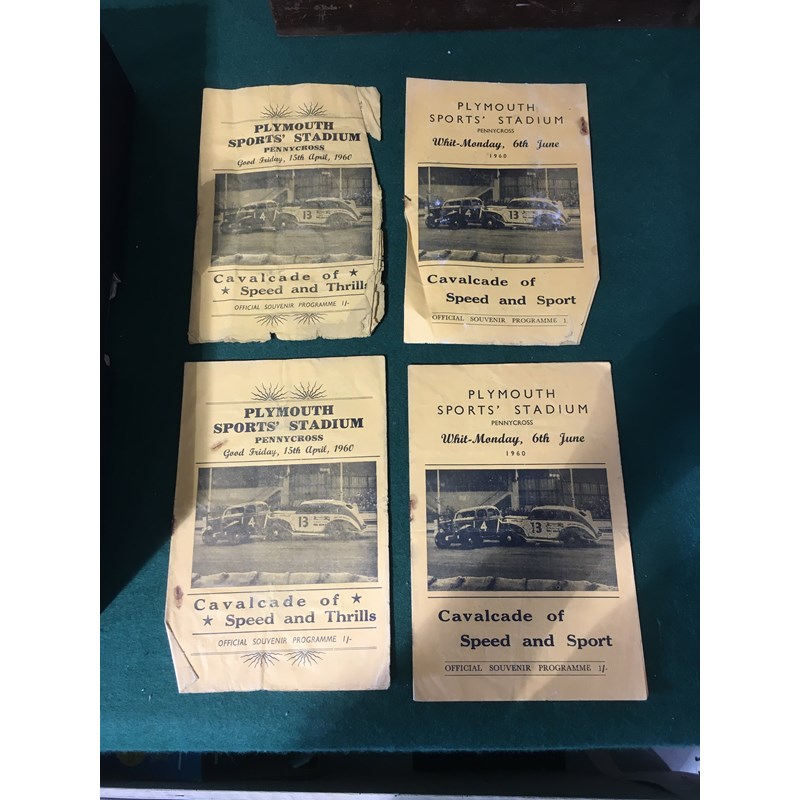 PLYMOUTH
SPORTS' STADIUM
PENNYCROSS
Good Friday, 15th April, 1960
4
13
Cavalcade of ★
★ Speed and Thrills
OFFICIAL SOUVENIR PROGRAMME 1/-
PLYMOUTH
SPORTS' STADIUM
PENNYCROSS
Whit-Monday, 6th June
1960
4
13
Cavalcade of
Speed and Sport
OFFICIAL SOUVENIR PROGRAMME 1
PLYMOUTH
SPORTS' STADIUM
PENNYCROSS
Good Friday, 15th April, 1960
4
13
Cavalcade of ★
★ Speed and Thrills
OFFICIAL SOUVENIR PROGRAMME 1/-
PLYMOUTH
SPORTS' STADIUM
PENNYCROSS
Whit-Monday, 6th June
1960
4
13
Cavalcade of
Speed and Sport
OFFICIAL SOUVENIR PROGRAMME 1/-